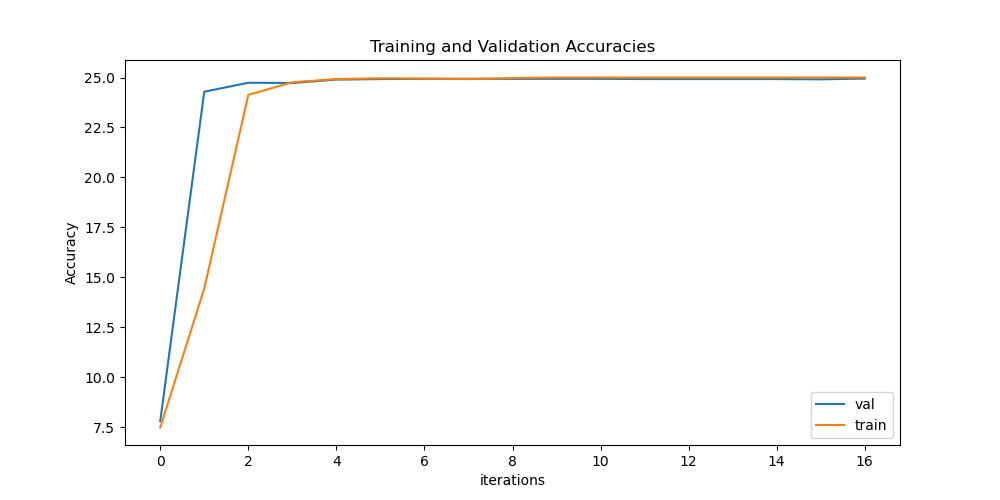 Training and Validation Accuracies
25.0
22.5
20.0
17.5
15.0
12.5
10.0
7.5
Accuracy
0 2 4 6 8 10 12 14 16
iterations
val
train